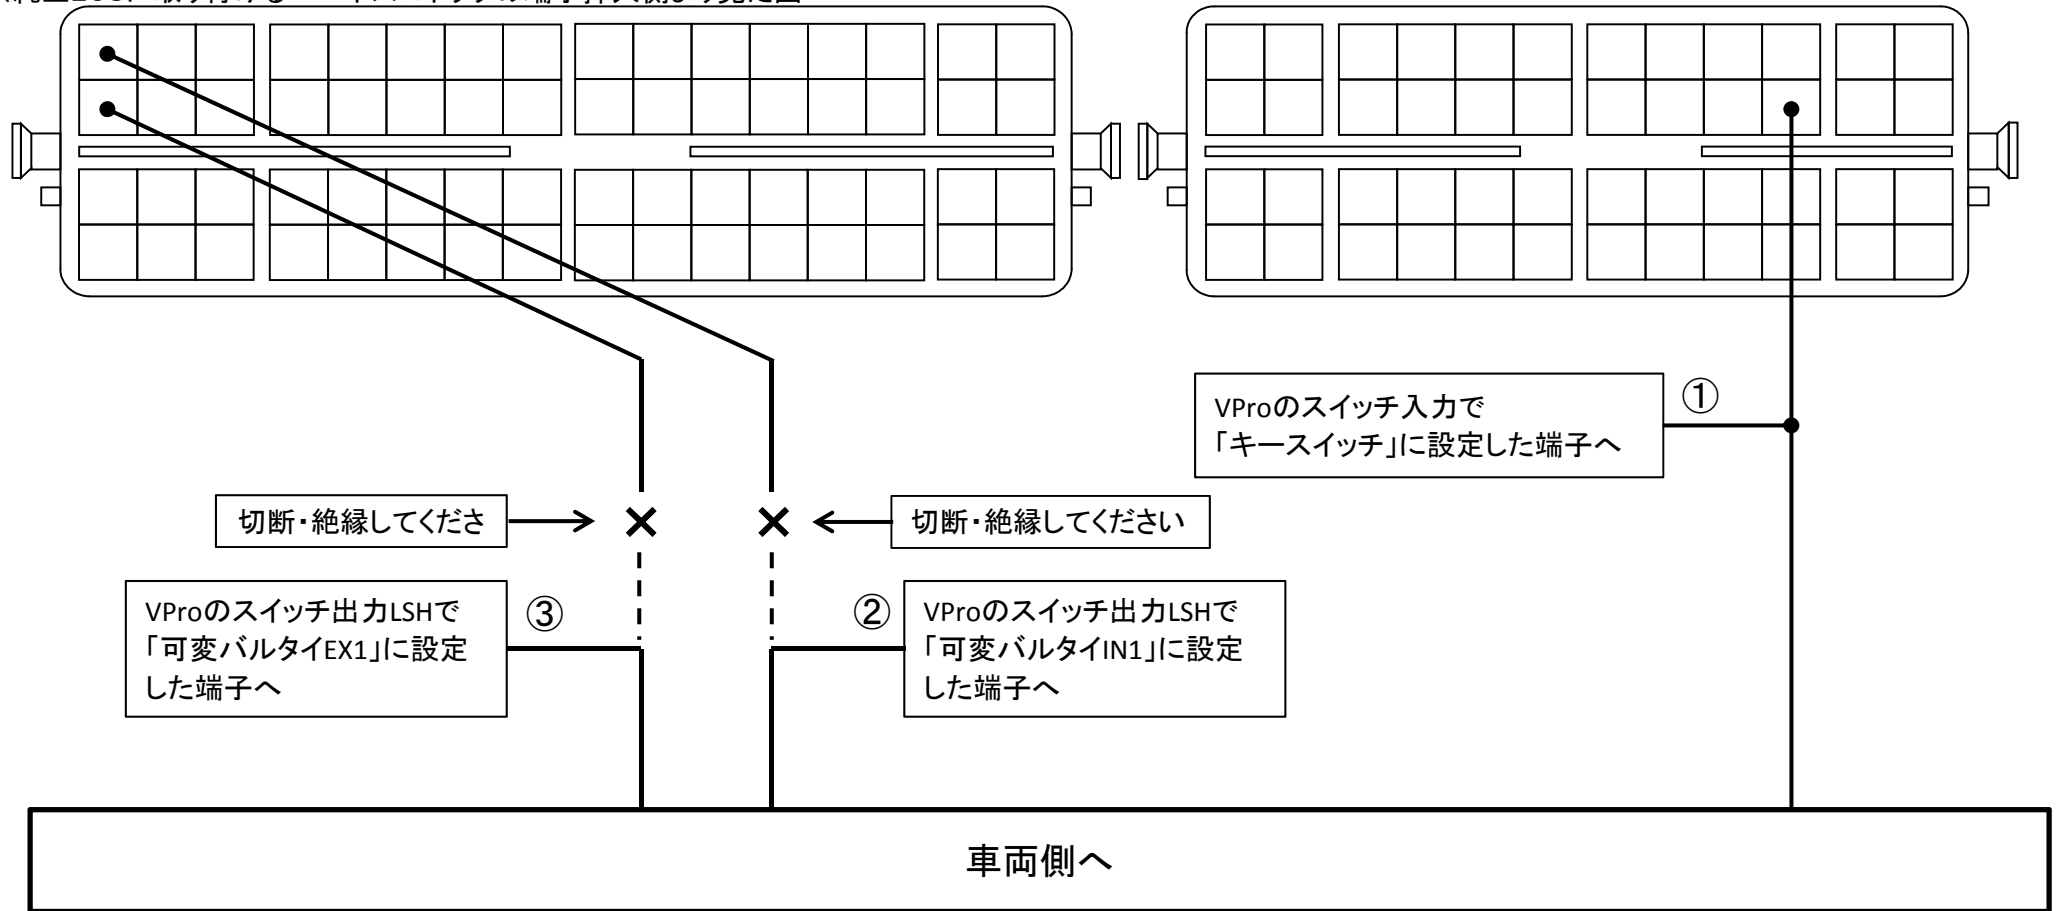 VProのスイッチ入力で
「キースイッチ」に設定した端子へ
①
切断・絶縁してくださ
切断・絶縁してください
VProのスイッチ出力LSHで
「可変バルタイEX1」に設定
した端子へ
③
②
VProのスイッチ出力LSHで
「可変バルタイIN1」に設定
した端子へ
車両側へ